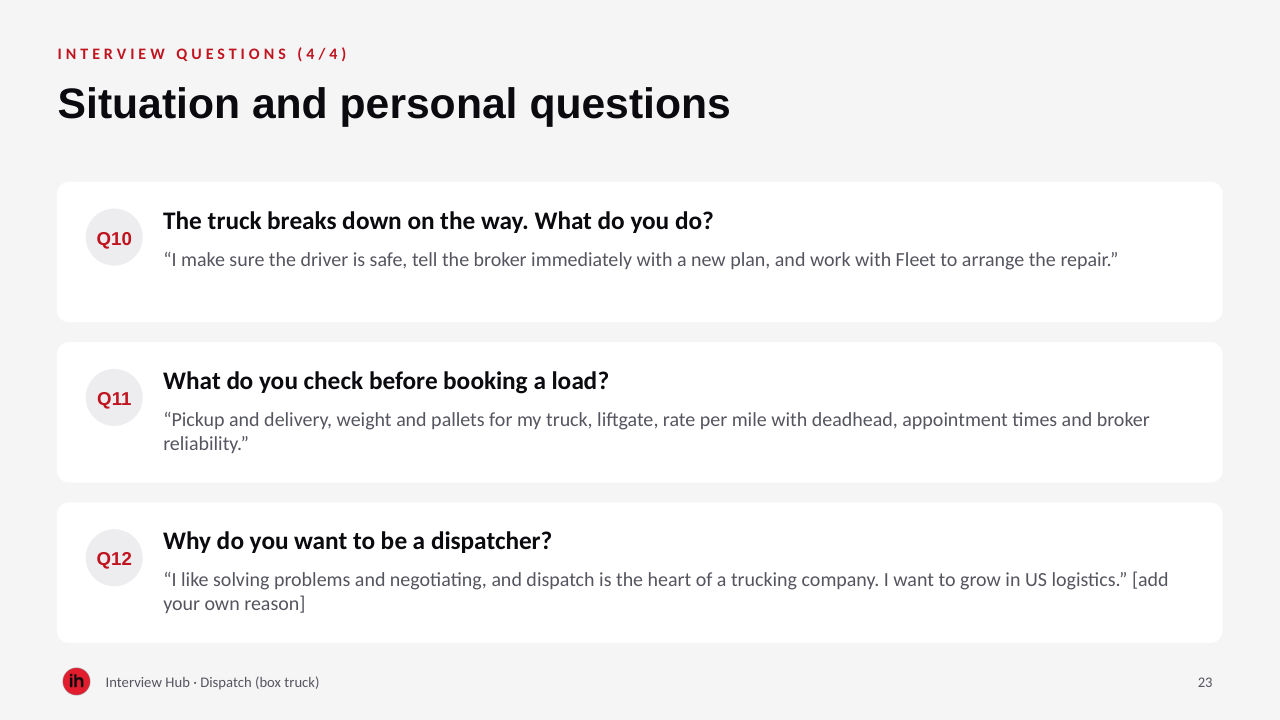 INTERVIEW QUESTIONS (4/4)
Situation and personal questions
Q10
The truck breaks down on the way. What do you do?
“I make sure the driver is safe, tell the broker immediately with a new plan, and work with Fleet to arrange the repair.”
Q11
What do you check before booking a load?
“Pickup and delivery, weight and pallets for my truck, liftgate, rate per mile with deadhead, appointment times and broker
reliability.”
Q12
Why do you want to be a dispatcher?
“I like solving problems and negotiating, and dispatch is the heart of a trucking company. I want to grow in US logistics.” [add
your own reason]
ih
Interview Hub · Dispatch (box truck)
23